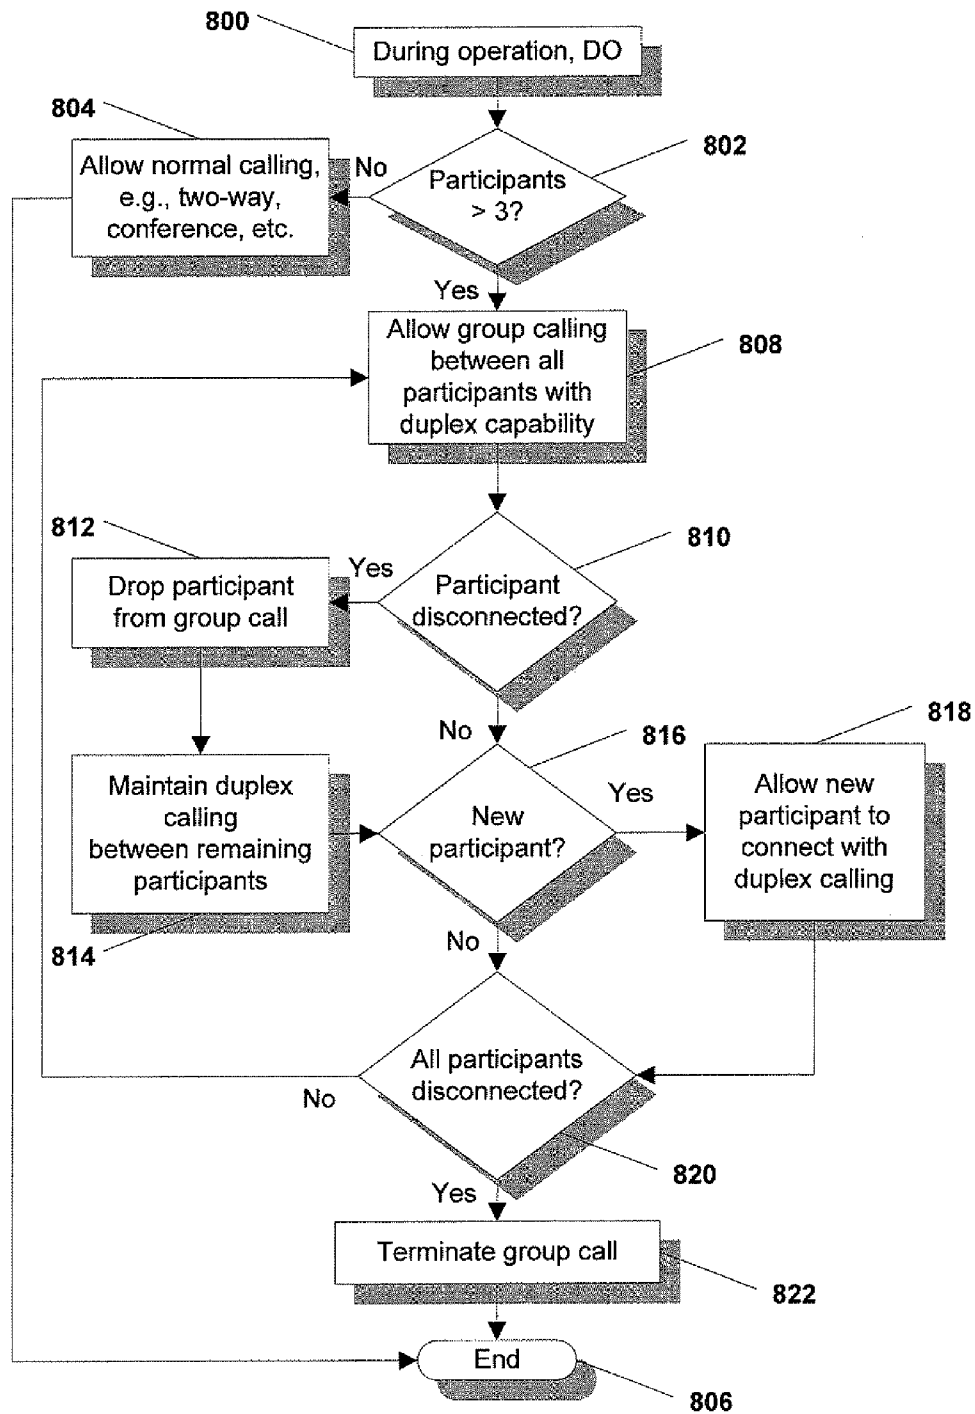 800
During operation, DO
804
Allow normal calling,
e.g., two-way,
conference, etc.
No
802
Participants
> 3?
Yes
Allow group calling
between all
participants with
duplex capability
808
812
Drop participant
from group call
Yes
810
Participant
disconnected?
No
Maintain duplex
calling
between remaining
participants
814
816
New
participant?
Yes
818
Allow new
participant to
connect with
duplex calling
No
All participants
disconnected?
No
820
Yes
Terminate group call
822
End
806